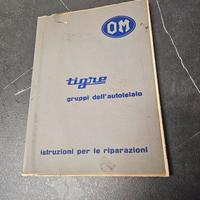 OM
tigre
gruppi dell'autotelaio
istruzioni per le riparazioni